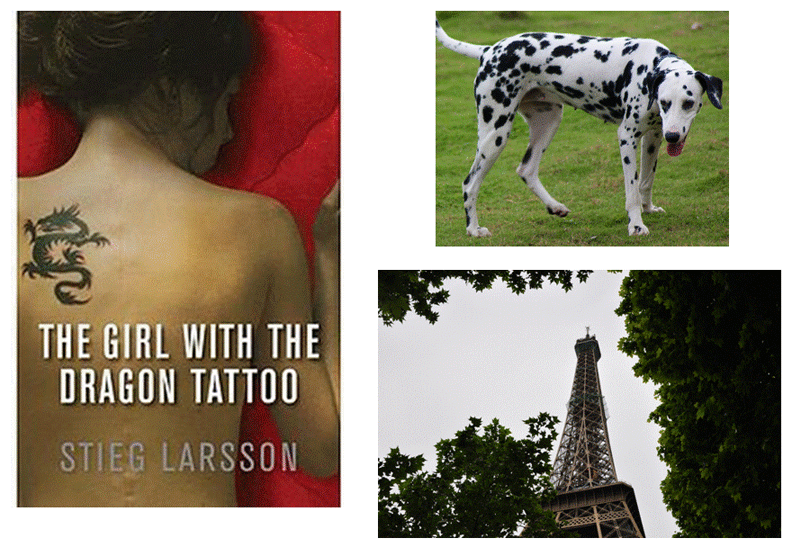 THE GIRL WITH THE
DRAGON TATTOO
STIEG LARSSON